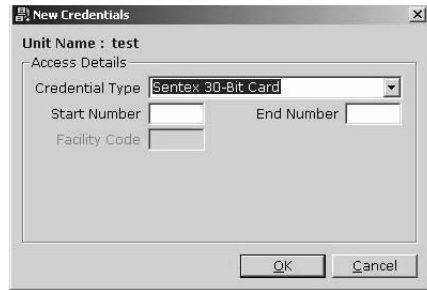 New Credentials
Unit Name : test
Access Details
Credential Type Sentex 30-Bit Card
Start Number End Number
Facility Code
OK Cancel